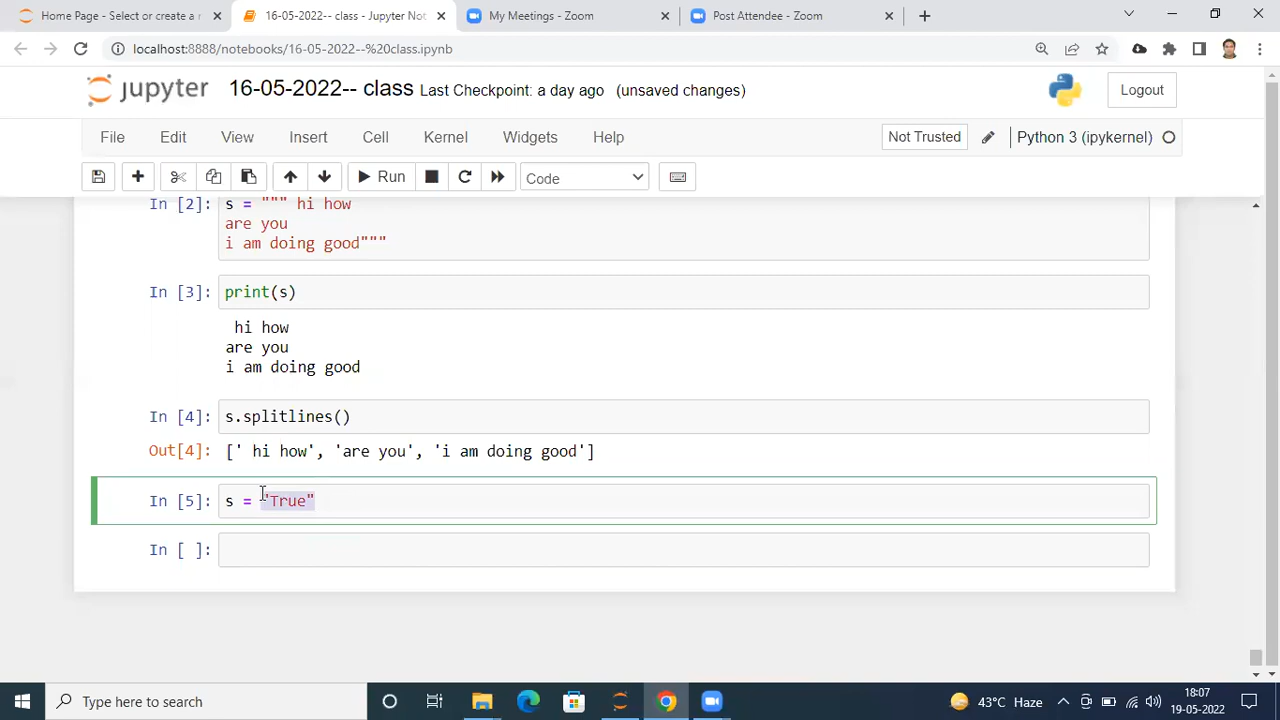 Home Page - Select or create a n
16-05-2022-- class - Jupyter Not
My Meetings - Zoom
Post Attendee - Zoom
localhost:8888/notebooks/16-05-2022--%20class.ipynb
jupyter 16-05-2022-- class Last Checkpoint: a day ago (unsaved changes)
Logout
File Edit View Insert Cell Kernel Widgets Help
Not Trusted
Python 3 (ipykernel)
Run
Code
In [2]: s = """ hi how
are you
i am doing good"""
In [3]: print(s)
hi how
are you
i am doing good
In [4]: s.splitlines()
Out[4]: [' hi how', 'are you', 'i am doing good']
In [5]: s = "True"
In [ ]:
Type here to search
43°C Haze
18:07
19-05-2022